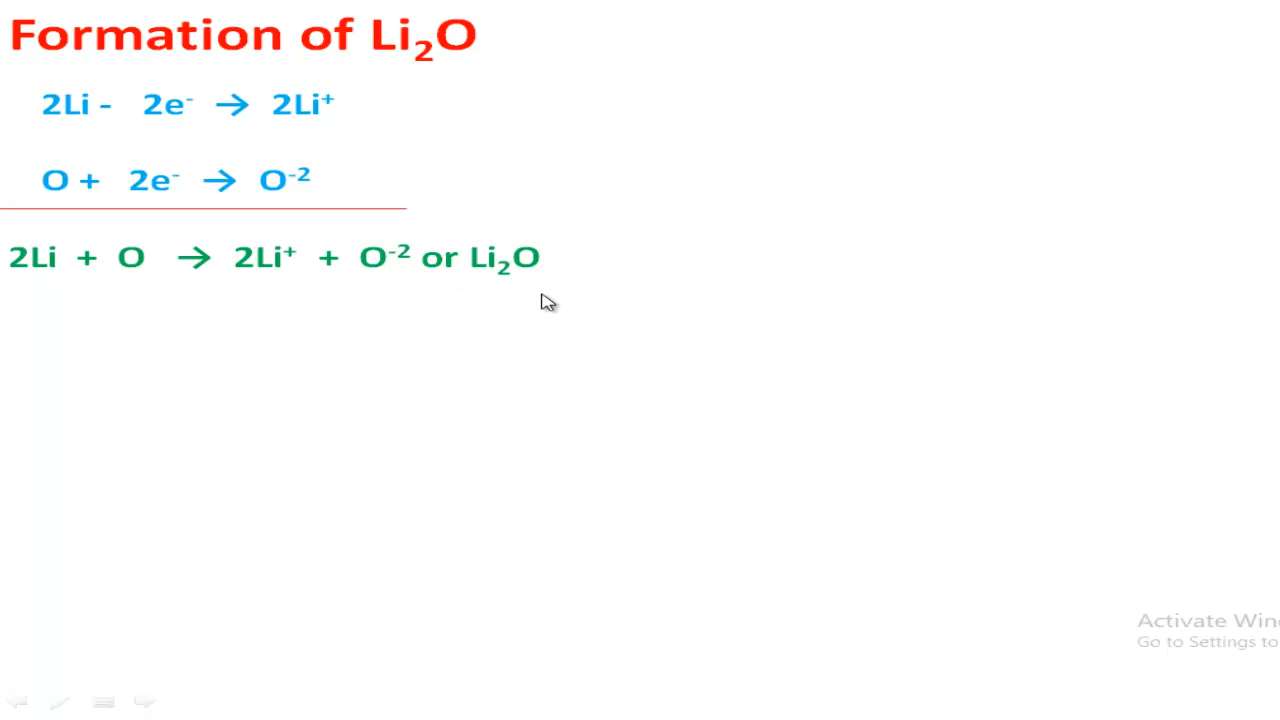 Formation of Li₂O
2Li - 2e⁻ → 2Li⁺
O + 2e⁻ → O⁻²
2Li + O → 2Li⁺ + O⁻² or Li₂O
Activate Win
Go to Settings to